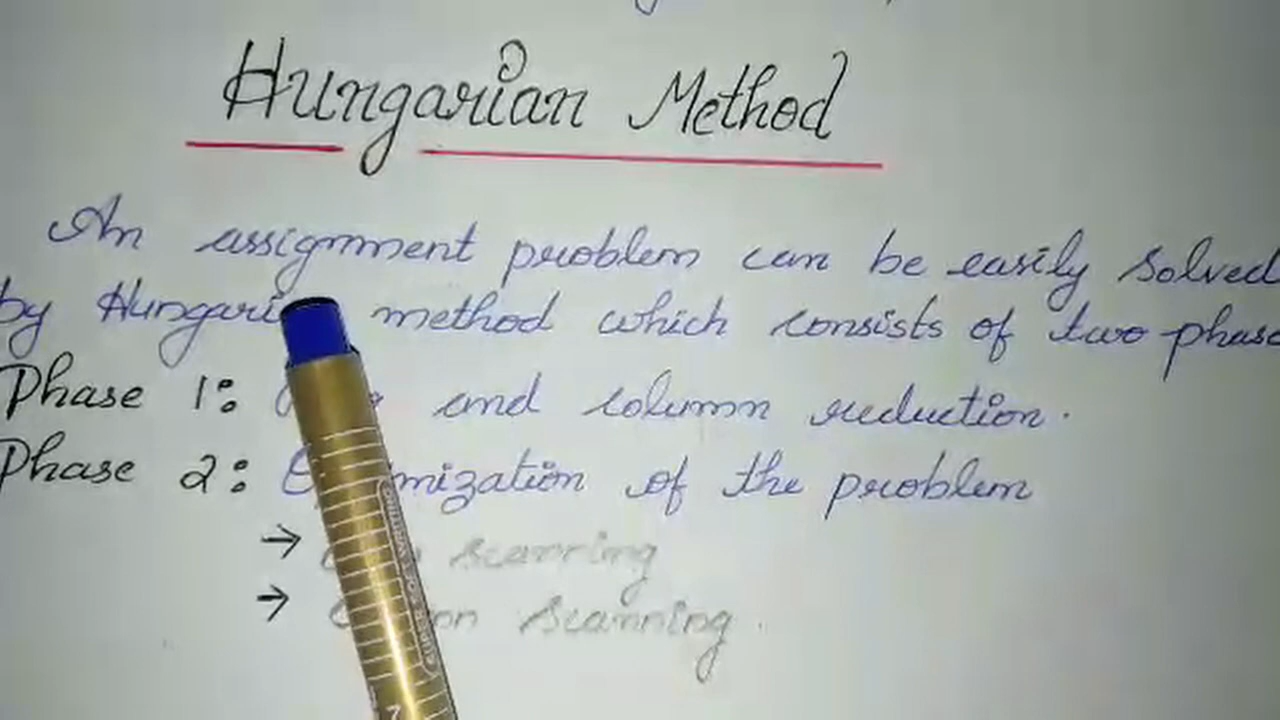 Hungarian Method
An assignment problem can be easily solved
by Hungari method which consists of two phase
Phase 1: and column reduction.
Phase 2: Optimization of the problem
→ scanning
→ scanning.